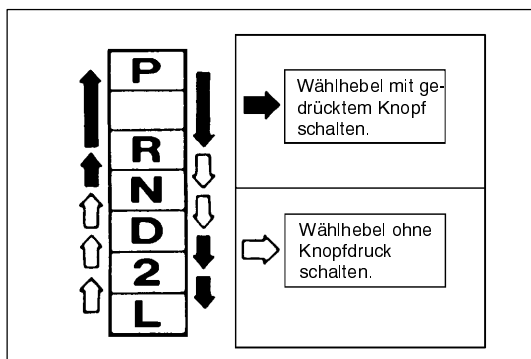 P
R
N
D
2
L
Wählhebel mit ge-
drücktem Knopf
schalten.
Wählhebel ohne
Knopfdruck
schalten.